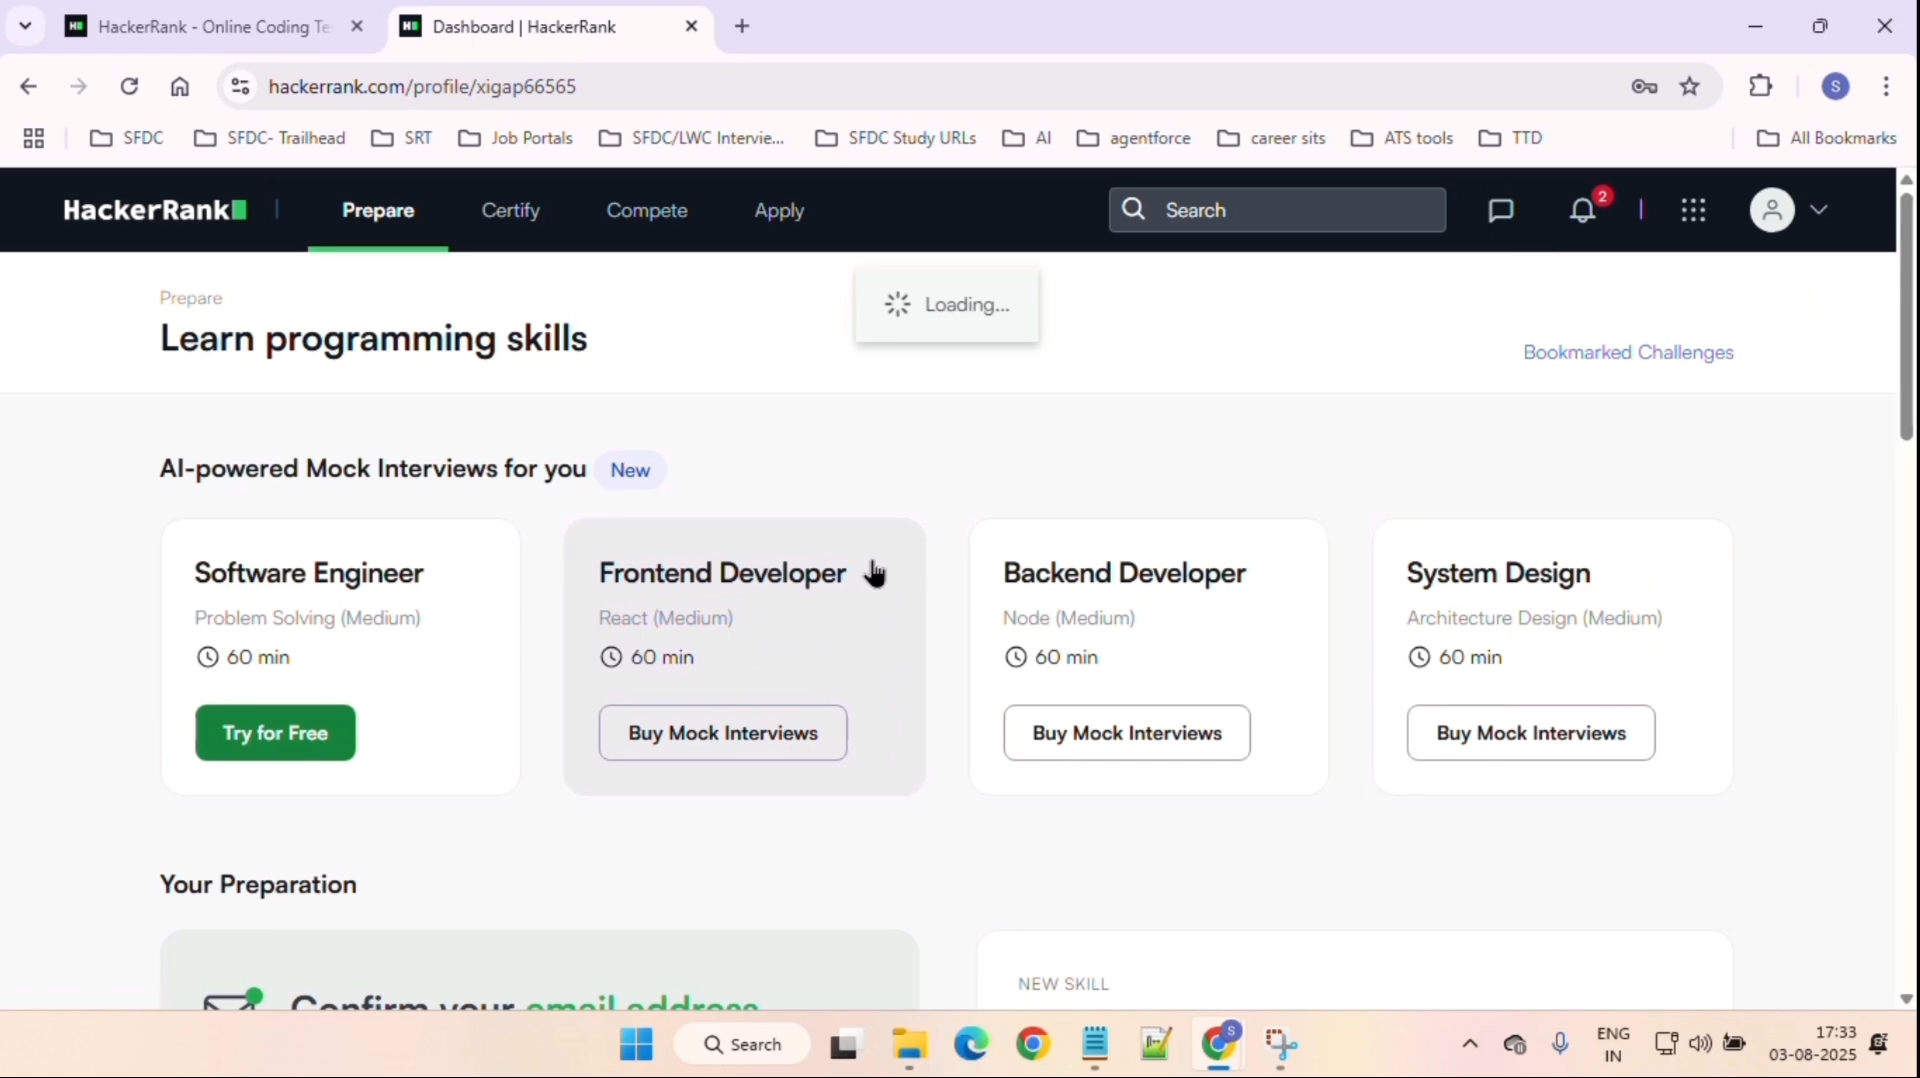 HackerRank - Online Coding Te
Dashboard | HackerRank
hackerrank.com/profile/xigap66565
S
SFDC
SFDC- Trailhead
SRT
Job Portals
SFDC/LWC Intervie...
SFDC Study URLs
AI
agentforce
career sits
ATS tools
TTD
All Bookmarks
HackerRank
Prepare
Certify
Compete
Apply
Search
2
Prepare
Loading...
Learn programming skills
Bookmarked Challenges
AI-powered Mock Interviews for you New
Software Engineer
Problem Solving (Medium)
60 min
Try for Free
Frontend Developer
React (Medium)
60 min
Buy Mock Interviews
Backend Developer
Node (Medium)
60 min
Buy Mock Interviews
System Design
Architecture Design (Medium)
60 min
Buy Mock Interviews
Your Preparation
Confirm your email address
NEW SKILL
Search
S
ENG
IN
17:33
03-08-2025